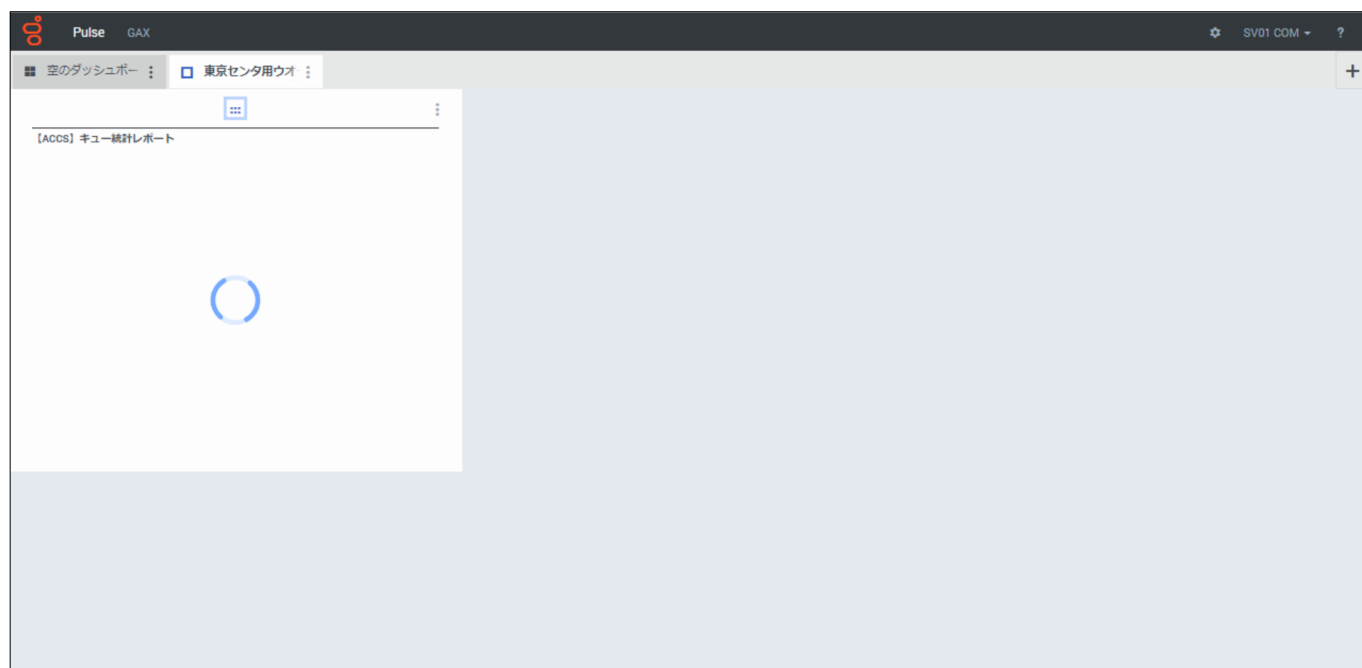 Pulse GAX SV01 COM ?
空のダッシュボー 東京センタ用ウオ +
【ACCS】キュー統計レポート